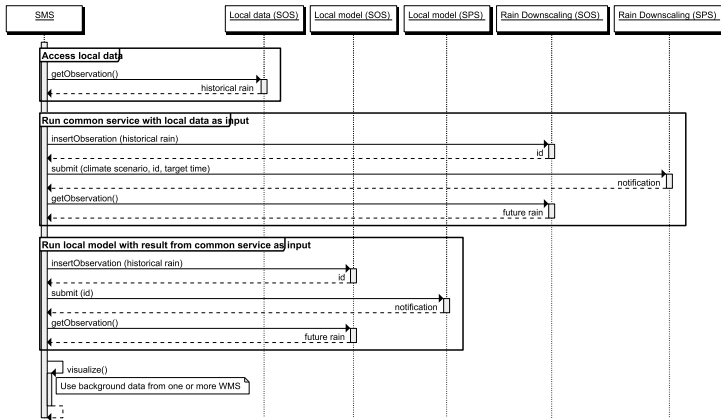 SMS
Local data (SOS)
Local model (SOS)
Local model (SPS)
Rain Downscaling (SOS)
Rain Downscaling (SPS)
Access local data
getObservation()
historical rain
Run common service with local data as input
insertObseration (historical rain)
id
submit (climate scenario, id, target time)
notification
getObservation()
future rain
Run local model with result from common service as input
insertObservation (historical rain)
id
submit (id)
notification
getObservation()
future rain
visualize()
Use background data from one or more WMS